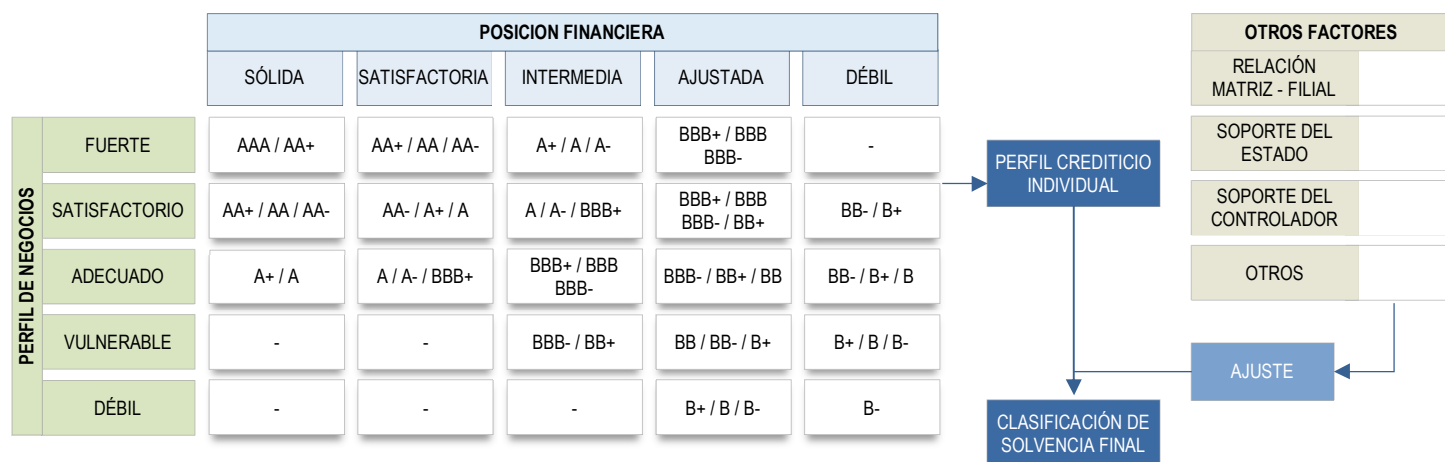 POSICION FINANCIERA
SÓLIDA
SATISFACTORIA
INTERMEDIA
AJUSTADA
DÉBIL
PERFIL DE NEGOCIOS
FUERTE
AAA / AA+
AA+ / AA / AA-
A+ / A / A-
BBB+ / BBB
BBB-
-
SATISFACTORIO
AA+ / AA / AA-
AA- / A+ / A
A / A- / BBB+
BBB+ / BBB
BBB- / BB+
BB- / B+
ADECUADO
A+ / A
A / A- / BBB+
BBB+ / BBB
BBB-
BBB- / BB+ / BB
BB- / B+ / B
VULNERABLE
-
-
BBB- / BB+
BB / BB- / B+
B+ / B / B-
DÉBIL
-
-
-
B+ / B / B-
B-
PERFIL CREDITICIO
INDIVIDUAL
CLASIFICACIÓN DE
SOLVENCIA FINAL
OTROS FACTORES
RELACIÓN
MATRIZ - FILIAL
SOPORTE DEL
ESTADO
SOPORTE DEL
CONTROLADOR
OTROS
AJUSTE